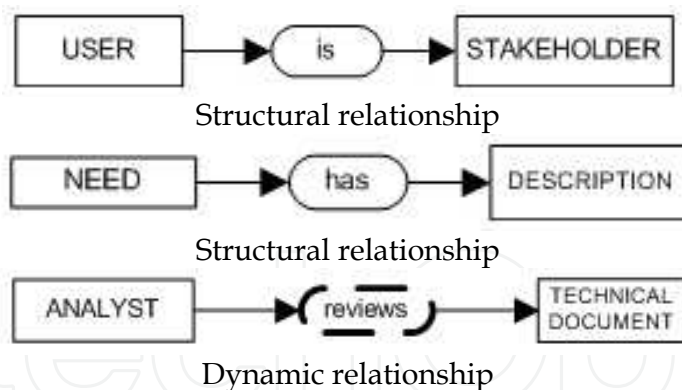 USER is STAKEHOLDER
Structural relationship
NEED has DESCRIPTION
Structural relationship
ANALYST reviews TECHNICAL DOCUMENT
Dynamic relationship